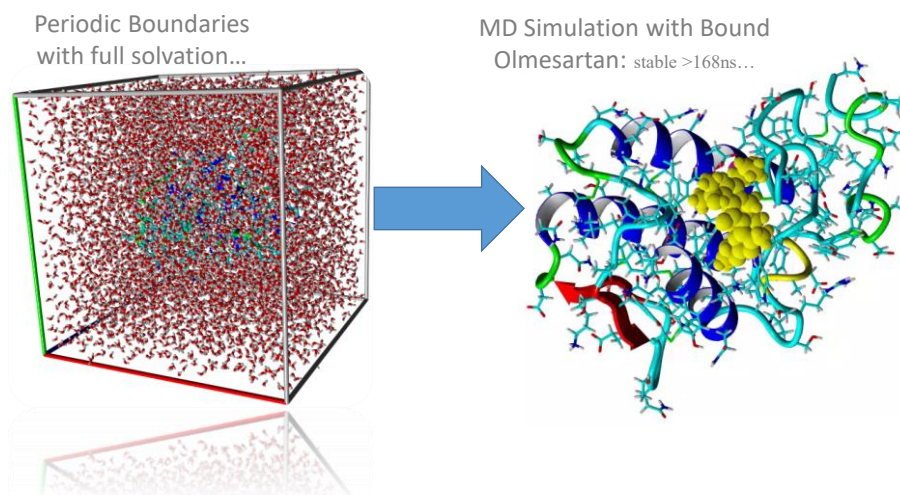 Periodic Boundaries
with full solvation…
MD Simulation with Bound
Olmesartan: stable >168ns…